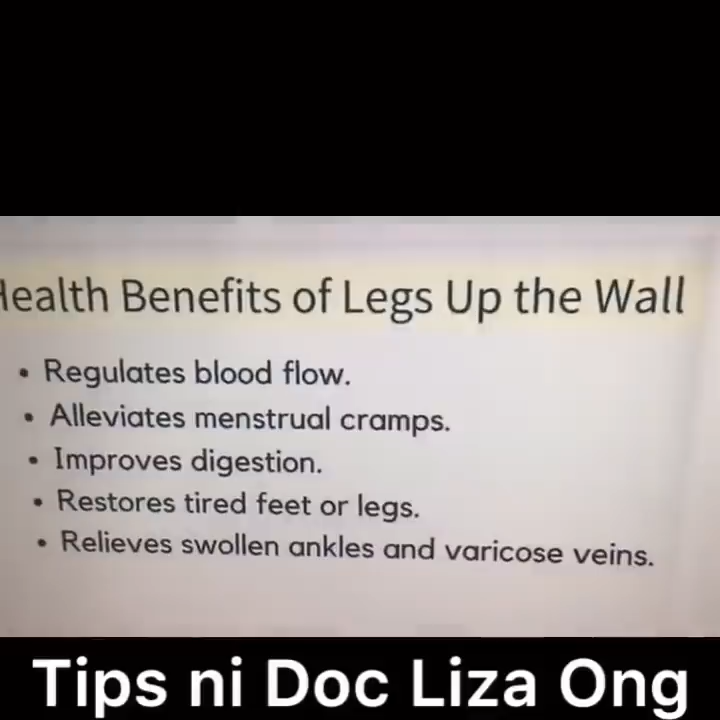 Health Benefits of Legs Up the Wall
• Regulates blood flow.
• Alleviates menstrual cramps.
• Improves digestion.
• Restores tired feet or legs.
• Relieves swollen ankles and varicose veins.
Tips ni Doc Liza Ong